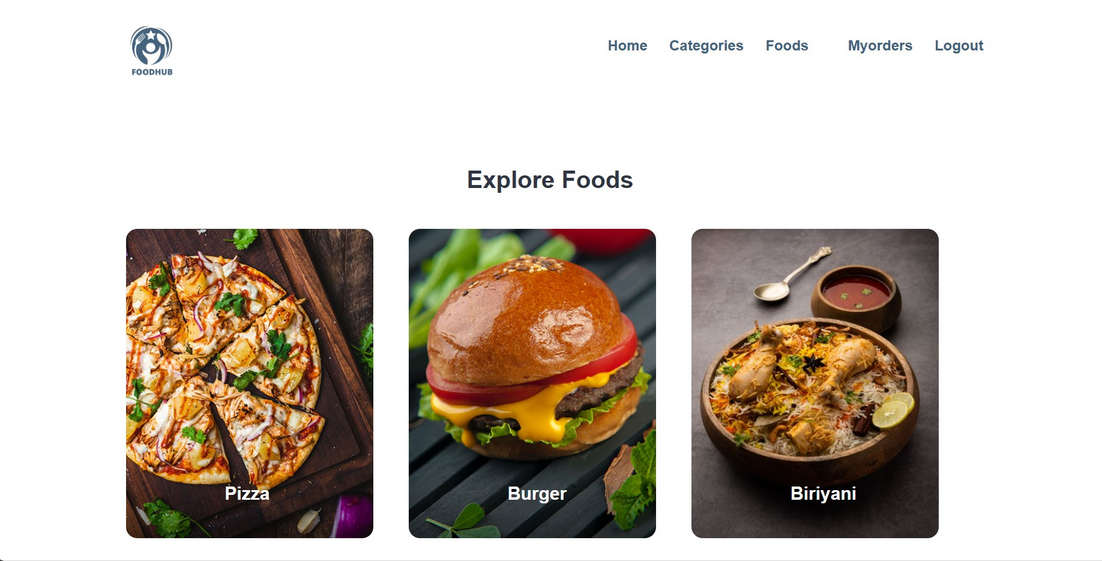 FOODHUB
Home Categories Foods Myorders Logout
Explore Foods
Pizza Burger Biriyani